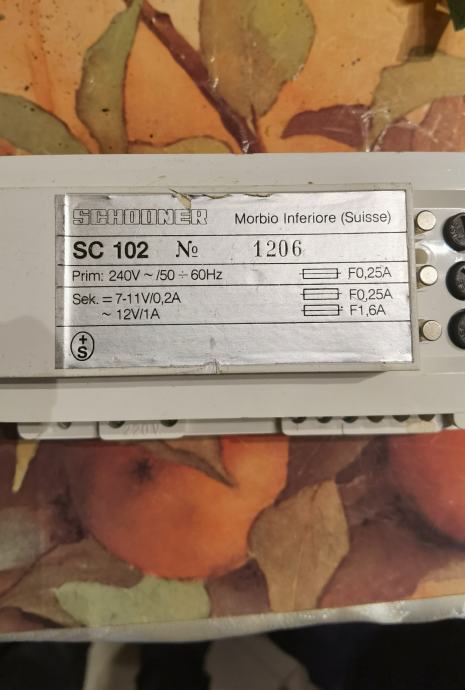 SCHOONER Morbio Inferiore (Suisse)
SC 102 № 1206
Prim: 240V ~ /50 ÷ 60Hz F0,25A
Sek. = 7-11V/0,2A F0,25A
~ 12V/1A F1,6A
+
S
220V